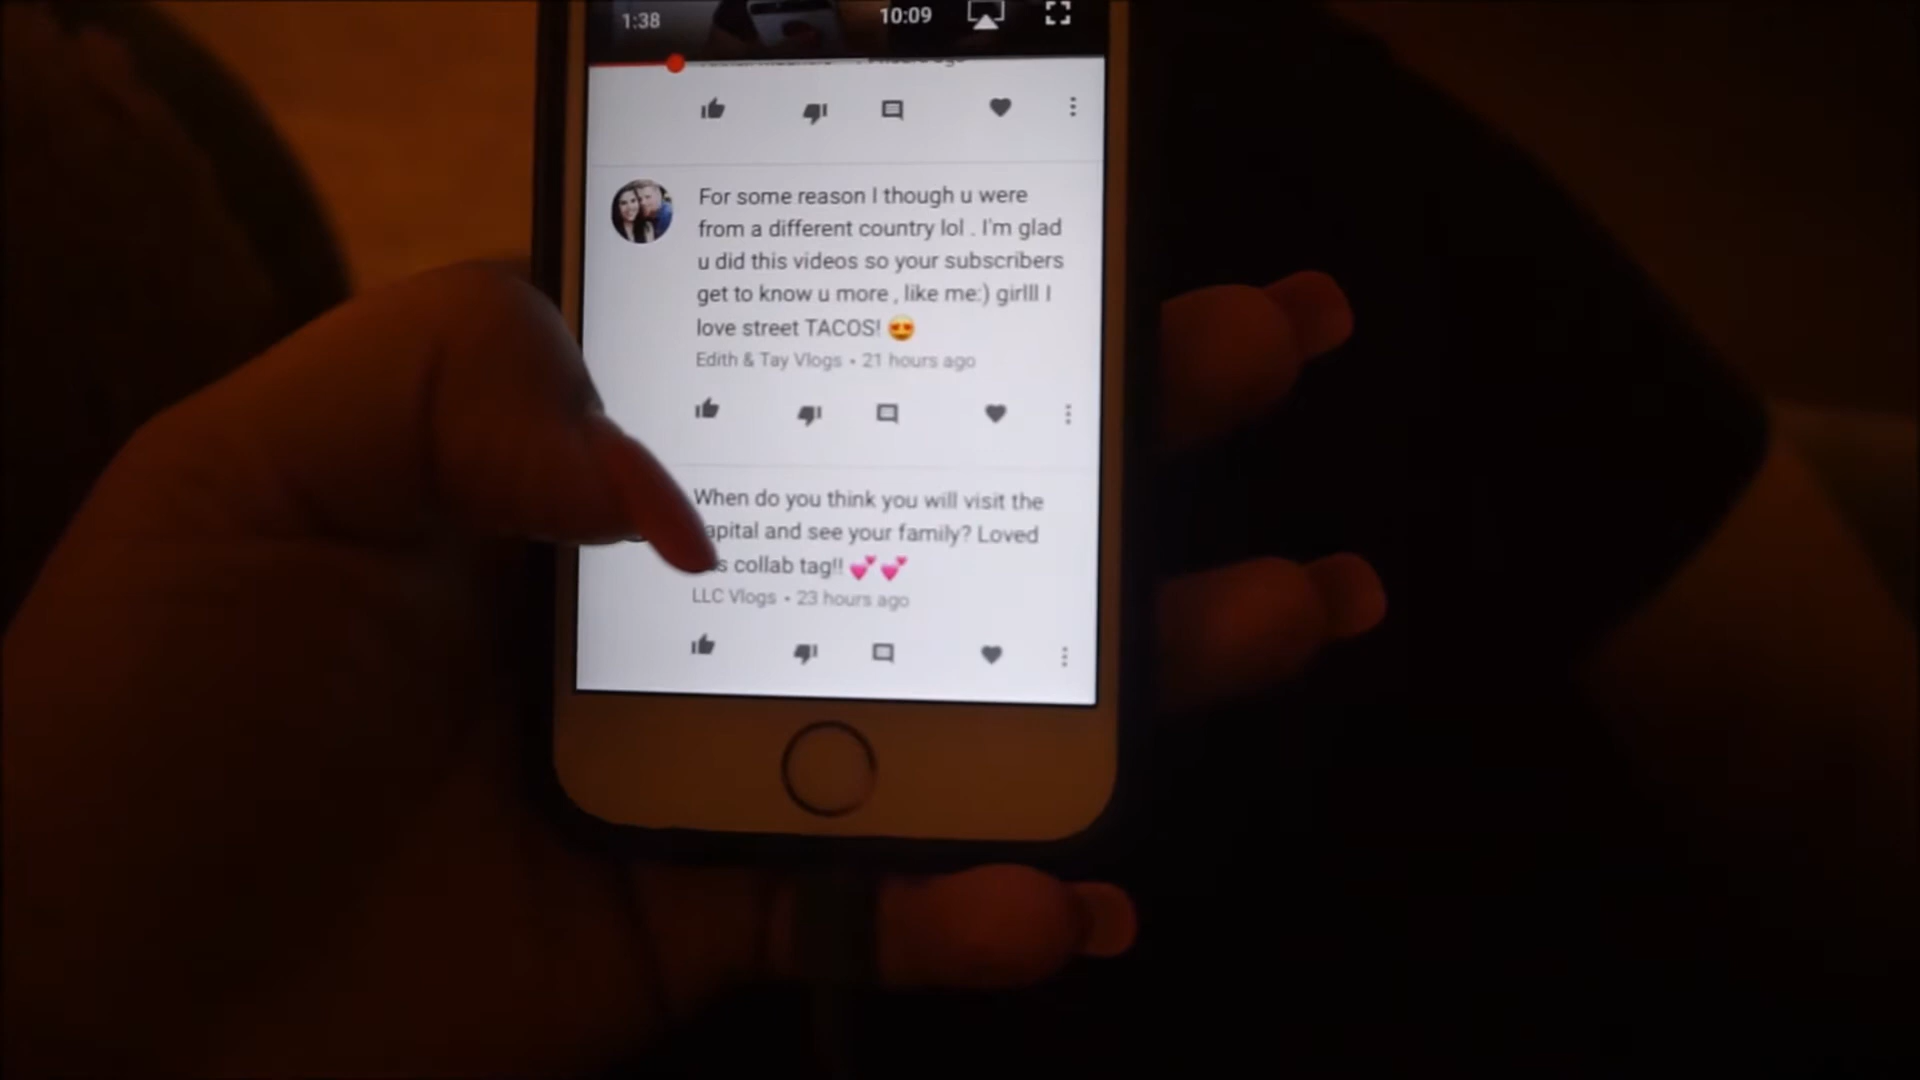 1:38 10:09
For some reason I though u were
from a different country lol . I'm glad
u did this videos so your subscribers
get to know u more , like me:) girlll I
love street TACOS! 😍
Edith & Tay Vlogs • 21 hours ago
When do you think you will visit the
and see your family? Loved
collab tag!! 💕💕
LLC Vlogs • 23 hours ago